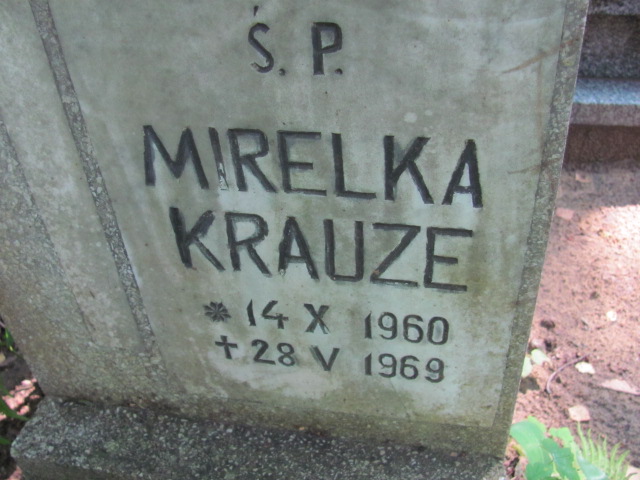 Ś. P.
MIRELKA
KRAUZE
* 14 X 1960
+ 28 V 1969